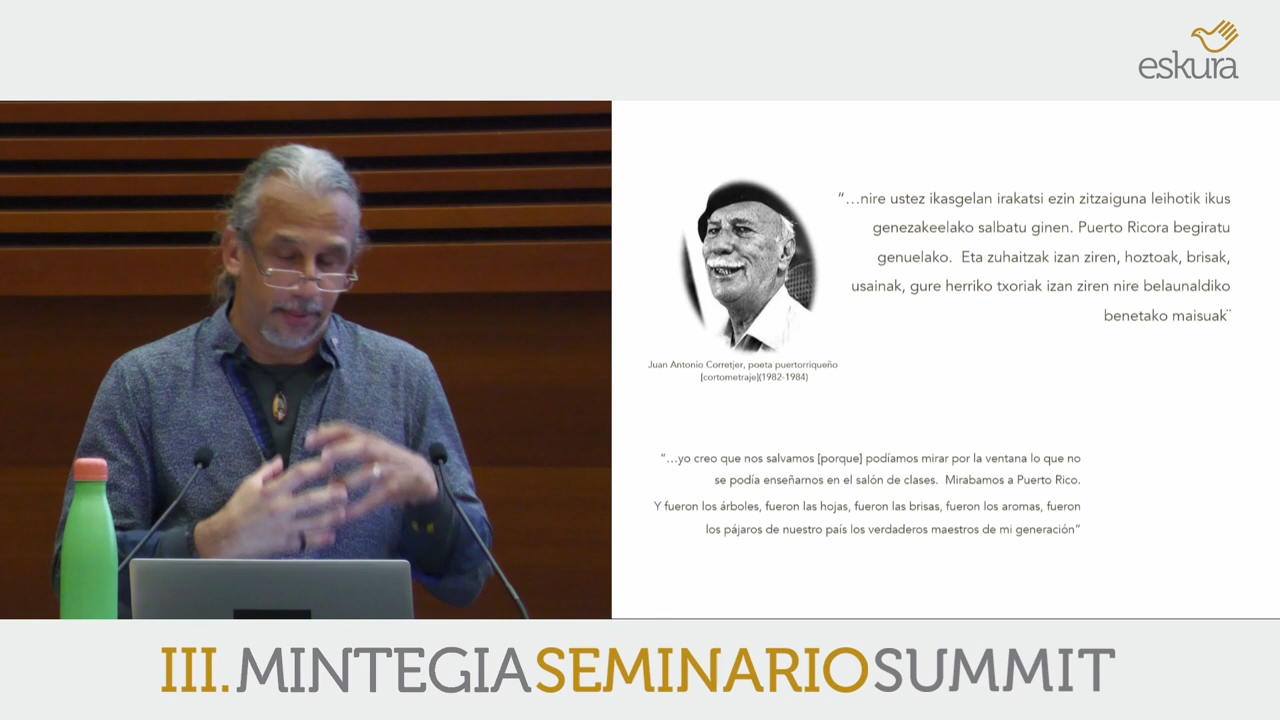 eskura
“…nire ustez ikasgelan irakatsi ezin zitzaiguna leihotik ikus
genezakeelako salbatu ginen. Puerto Ricora begiratu
genuelako.  Eta zuhaitzak izan ziren, hoztoak, brisak,
usainak, gure herriko txoriak izan ziren nire belaunaldiko
benetako maisuak¨
Juan Antonio Corretjer, poeta puertorriqueño
[cortometraje](1982-1984)
“…yo creo que nos salvamos [porque] podíamos mirar por la ventana lo que no
se podía enseñarnos en el salón de clases.  Mirabamos a Puerto Rico.
Y fueron los árboles, fueron las hojas, fueron las brisas, fueron los aromas, fueron
los pájaros de nuestro país los verdaderos maestros de mi generación”
III.MINTEGIASEMINARIOSUMMIT